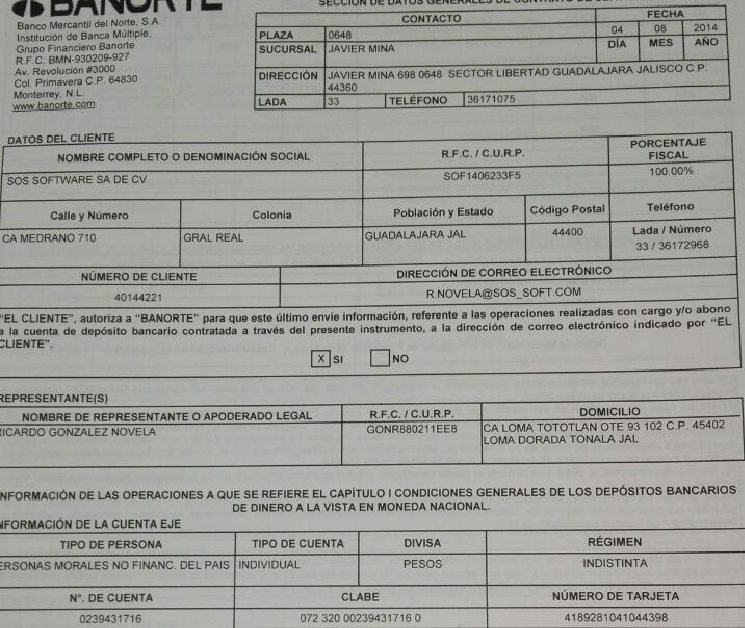 BANORTE
SECCIÓN DE DATOS GENERALES DE
Banco Mercantil del Norte, S.A.
Institución de Banca Múltiple,
Grupo Financiero Banorte
R.F.C. BMN-930209-927
Av. Revolución #3000
Col. Primavera C.P. 64830
Monterrey, N.L.
www.banorte.com
CONTACTO
FECHA
PLAZA 0648
04 08 2014
SUCURSAL JAVIER MINA
DÍA MES AÑO
DIRECCIÓN JAVIER MINA 698 0648 SECTOR LIBERTAD GUADALAJARA JALISCO C.P.
44360
LADA 33 TELÉFONO 36171075
DATOS DEL CLIENTE
NOMBRE COMPLETO O DENOMINACIÓN SOCIAL R.F.C. / C.U.R.P. PORCENTAJE
FISCAL
SOS SOFTWARE SA DE CV SOF1406233F5 100.00%
Calle y Número Colonia Población y Estado Código Postal Teléfono
CA MEDRANO 710 GRAL REAL GUADALAJARA JAL 44400 Lada / Número
33 / 36172968
NÚMERO DE CLIENTE DIRECCIÓN DE CORREO ELECTRÓNICO
40144221 R.NOVELA@SOS_SOFT.COM
"EL CLIENTE", autoriza a "BANORTE" para que este último envie información, referente a las operaciones realizadas con cargo y/o abono
a la cuenta de depósito bancario contratada a través del presente instrumento, a la dirección de correo electrónico indicado por "EL
CLIENTE".
X SI NO
REPRESENTANTE(S)
NOMBRE DE REPRESENTANTE O APODERADO LEGAL R.F.C. / C.U.R.P. DOMICILIO
RICARDO GONZALEZ NOVELA GONR880211EE8 CA LOMA TOTOTLAN OTE 93 102 C.P. 45402
LOMA DORADA TONALA JAL
INFORMACIÓN DE LAS OPERACIONES A QUE SE REFIERE EL CAPÍTULO I CONDICIONES GENERALES DE LOS DEPÓSITOS BANCARIOS
DE DINERO A LA VISTA EN MONEDA NACIONAL.
INFORMACIÓN DE LA CUENTA EJE
TIPO DE PERSONA TIPO DE CUENTA DIVISA RÉGIMEN
PERSONAS MORALES NO FINANC. DEL PAIS INDIVIDUAL PESOS INDISTINTA
N°. DE CUENTA CLABE NÚMERO DE TARJETA
0239431716 072 320 00239431716 0 4189281041044398